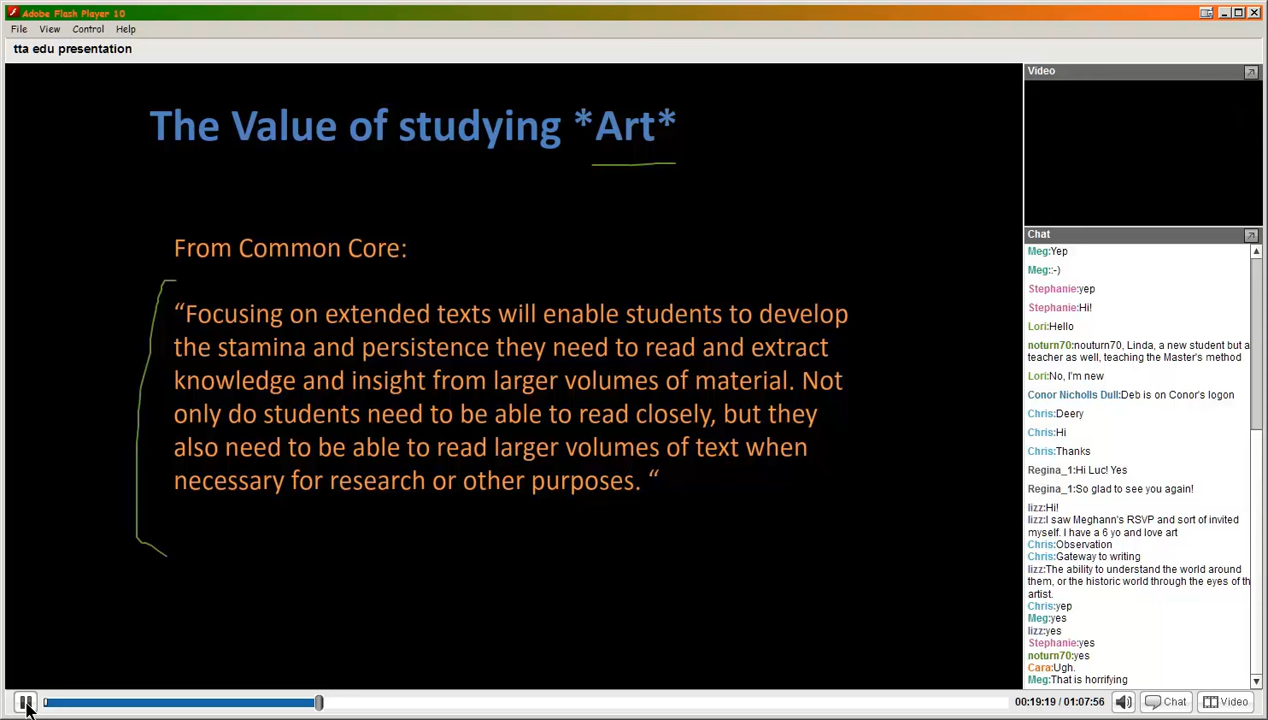 Adobe Flash Player 10
File View Control Help
tta edu presentation
The Value of studying *Art*
From Common Core:
“Focusing on extended texts will enable students to develop
the stamina and persistence they need to read and extract
knowledge and insight from larger volumes of material. Not
only do students need to be able to read closely, but they
also need to be able to read larger volumes of text when
necessary for research or other purposes. “
Video
Chat
Meg:Yep
Meg::-)
Stephanie:yep
Stephanie:Hi!
Lori:Hello
noturn70:nouturn70, Linda, a new student but a
teacher as well, teaching the Master's method
Lori:No, I'm new
Conor Nicholls Dull:Deb is on Conor's logon
Chris:Deery
Chris:Hi
Chris:Thanks
Regina_1:Hi Luc! Yes
Regina_1:So glad to see you again!
lizz:Hi!
lizz:I saw Meghann's RSVP and sort of invited
myself. I have a 6 yo and love art
Chris:Observation
Chris:Gateway to writing
lizz:The ability to understand the world around
them, or the historic world through the eyes of th
artist.
Chris:yep
Meg:yes
lizz:yes
Stephanie:yes
noturn70:yes
Cara:Ugh.
Meg:That is horrifying
00:19:19 / 01:07:56 Chat Video